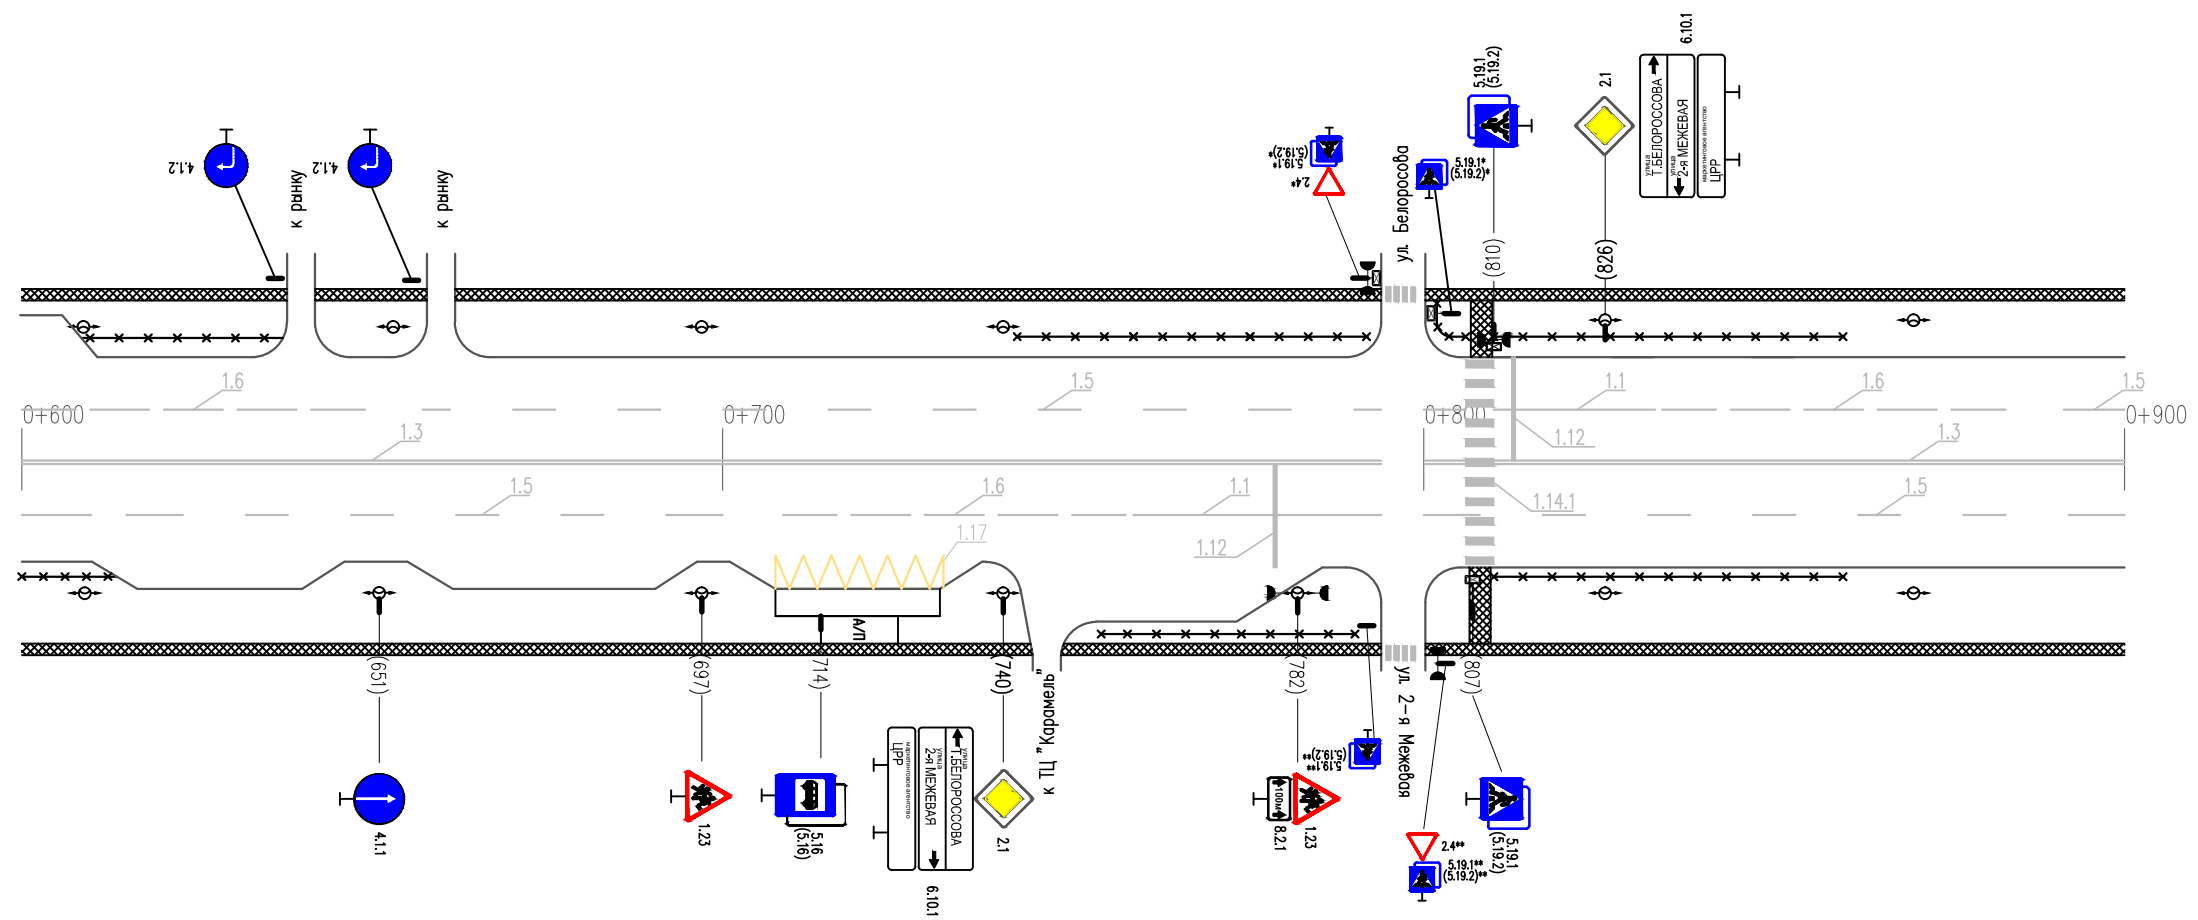 6.10.1
5.19.1
(5.19.2)
2.1
улица
Т.БЕЛОРОССОВА
улица
2-я МЕЖЕВАЯ
маркетинговое агентство
ЦРР
4.1.2
4.1.2
к рынку
к рынку
5.19.1*
(5.19.2)*
2.4*
ул. Белоросова
5.19.1*
(5.19.2)*
(810)
(826)
1.6
1.5
1.1
1.6
1.5
0+600
0+700
0+800
0+900
1.3
1.12
1.3
1.5
1.6
1.1
1.14.1
1.5
1.17
1.12
А/П
(651)
(697)
(714)
(740)
к ТЦ "Каррамель"
(782)
ул. 2-я Межевая
(807)
5.19.1**
(5.19.2)**
4.1.1
1.23
5.16
(5.16)
улица
Т.БЕЛОРОССОВА
улица
2-я МЕЖЕВАЯ
маркетинговое агентство
ЦРР
6.10.1
2.1
100м
8.2.1
1.23
2.4**
5.19.1**
(5.19.2)**
5.19.1
(5.19.2)